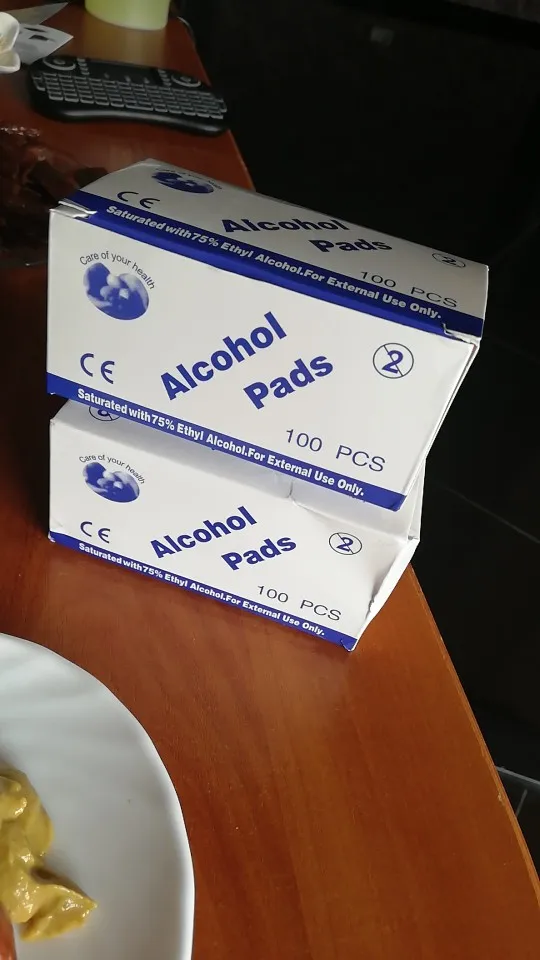 Alcohol
Pads
100 PCS
CE
Saturated with 75% Ethyl Alcohol.For External Use Only.
Care of your health
2
CE
Alcohol
Pads
100 PCS
Saturated with 75% Ethyl Alcohol.For External Use Only.
Care of your health
2
CE
Alcohol
Pads
100 PCS
Saturated with 75% Ethyl Alcohol.For External Use Only.